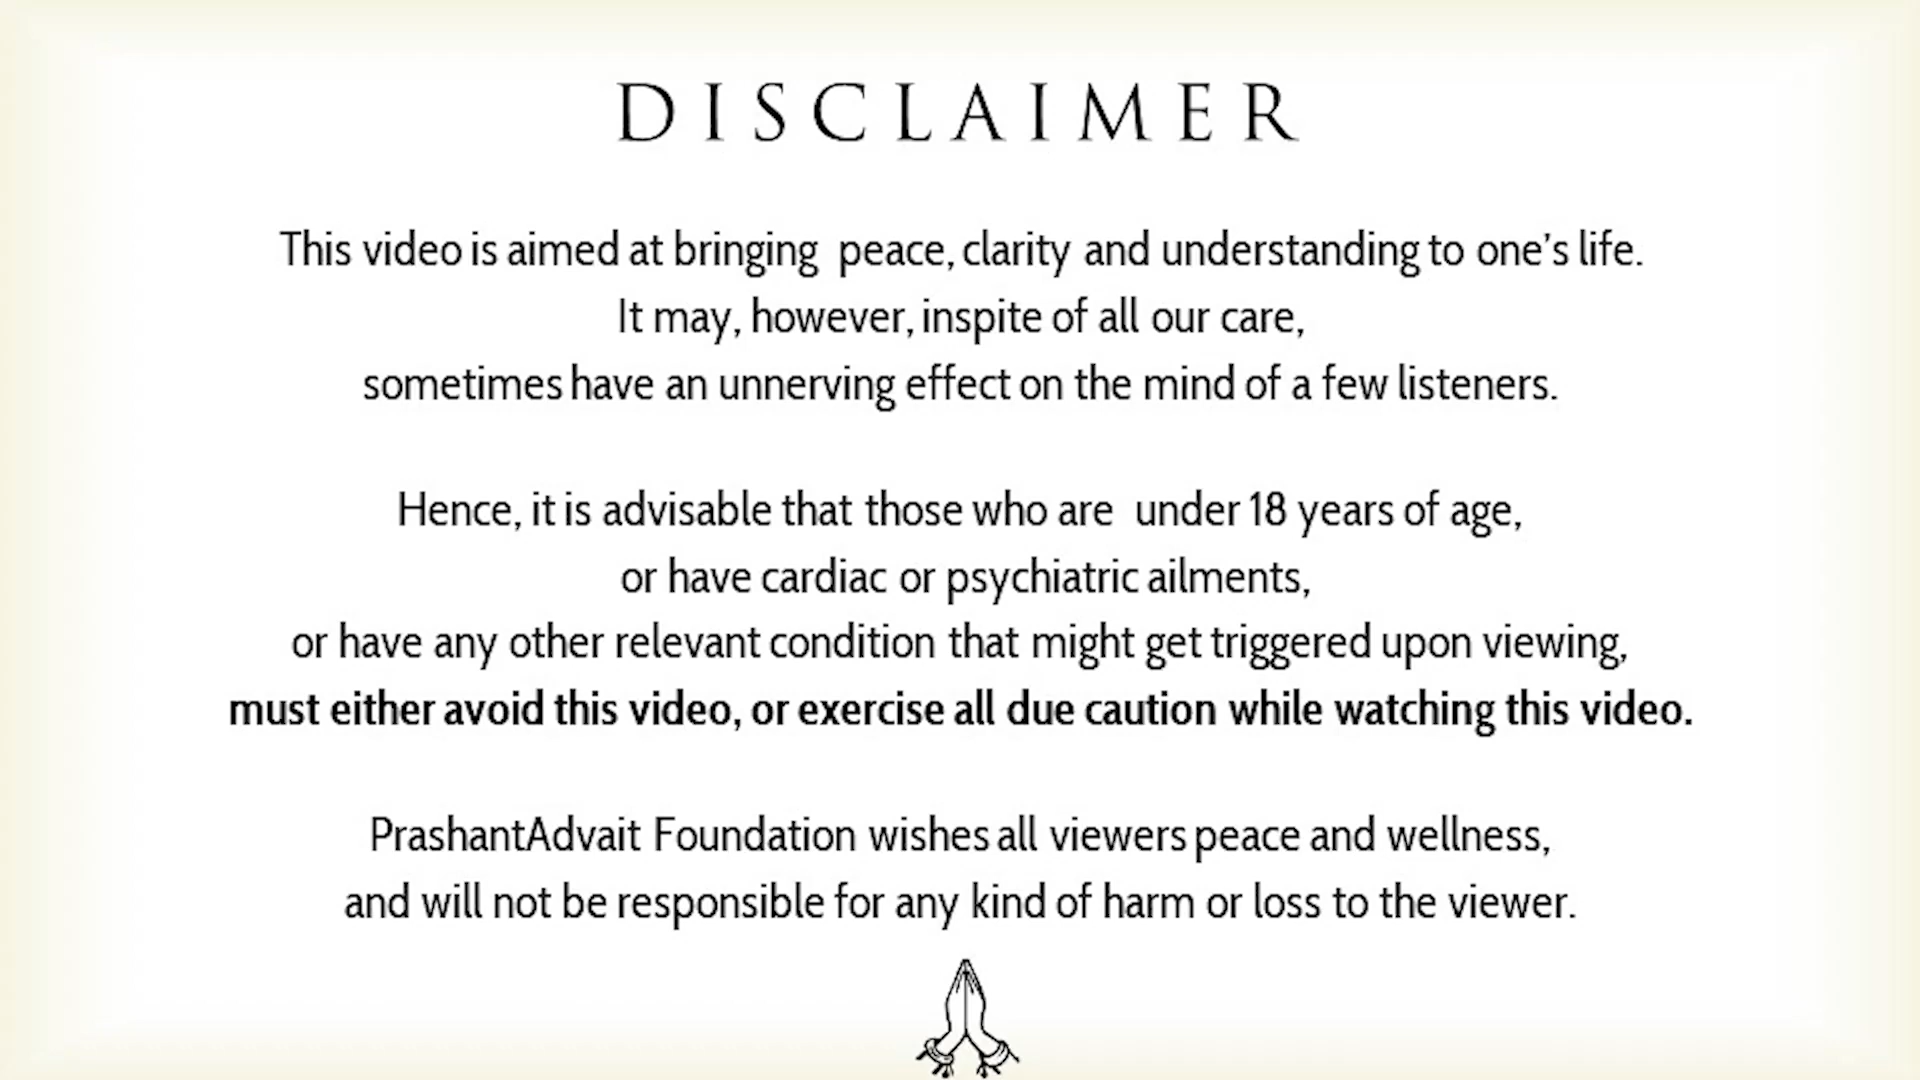 DISCLAIMER
This video is aimed at bringing peace, clarity and understanding to one's life.
It may, however, inspite of all our care,
sometimes have an unnerving effect on the mind of a few listeners.
Hence, it is advisable that those who are under 18 years of age,
or have cardiac or psychiatric ailments,
or have any other relevant condition that might get triggered upon viewing,
must either avoid this video, or exercise all due caution while watching this video.
PrashantAdvait Foundation wishes all viewers peace and wellness,
and will not be responsible for any kind of harm or loss to the viewer.